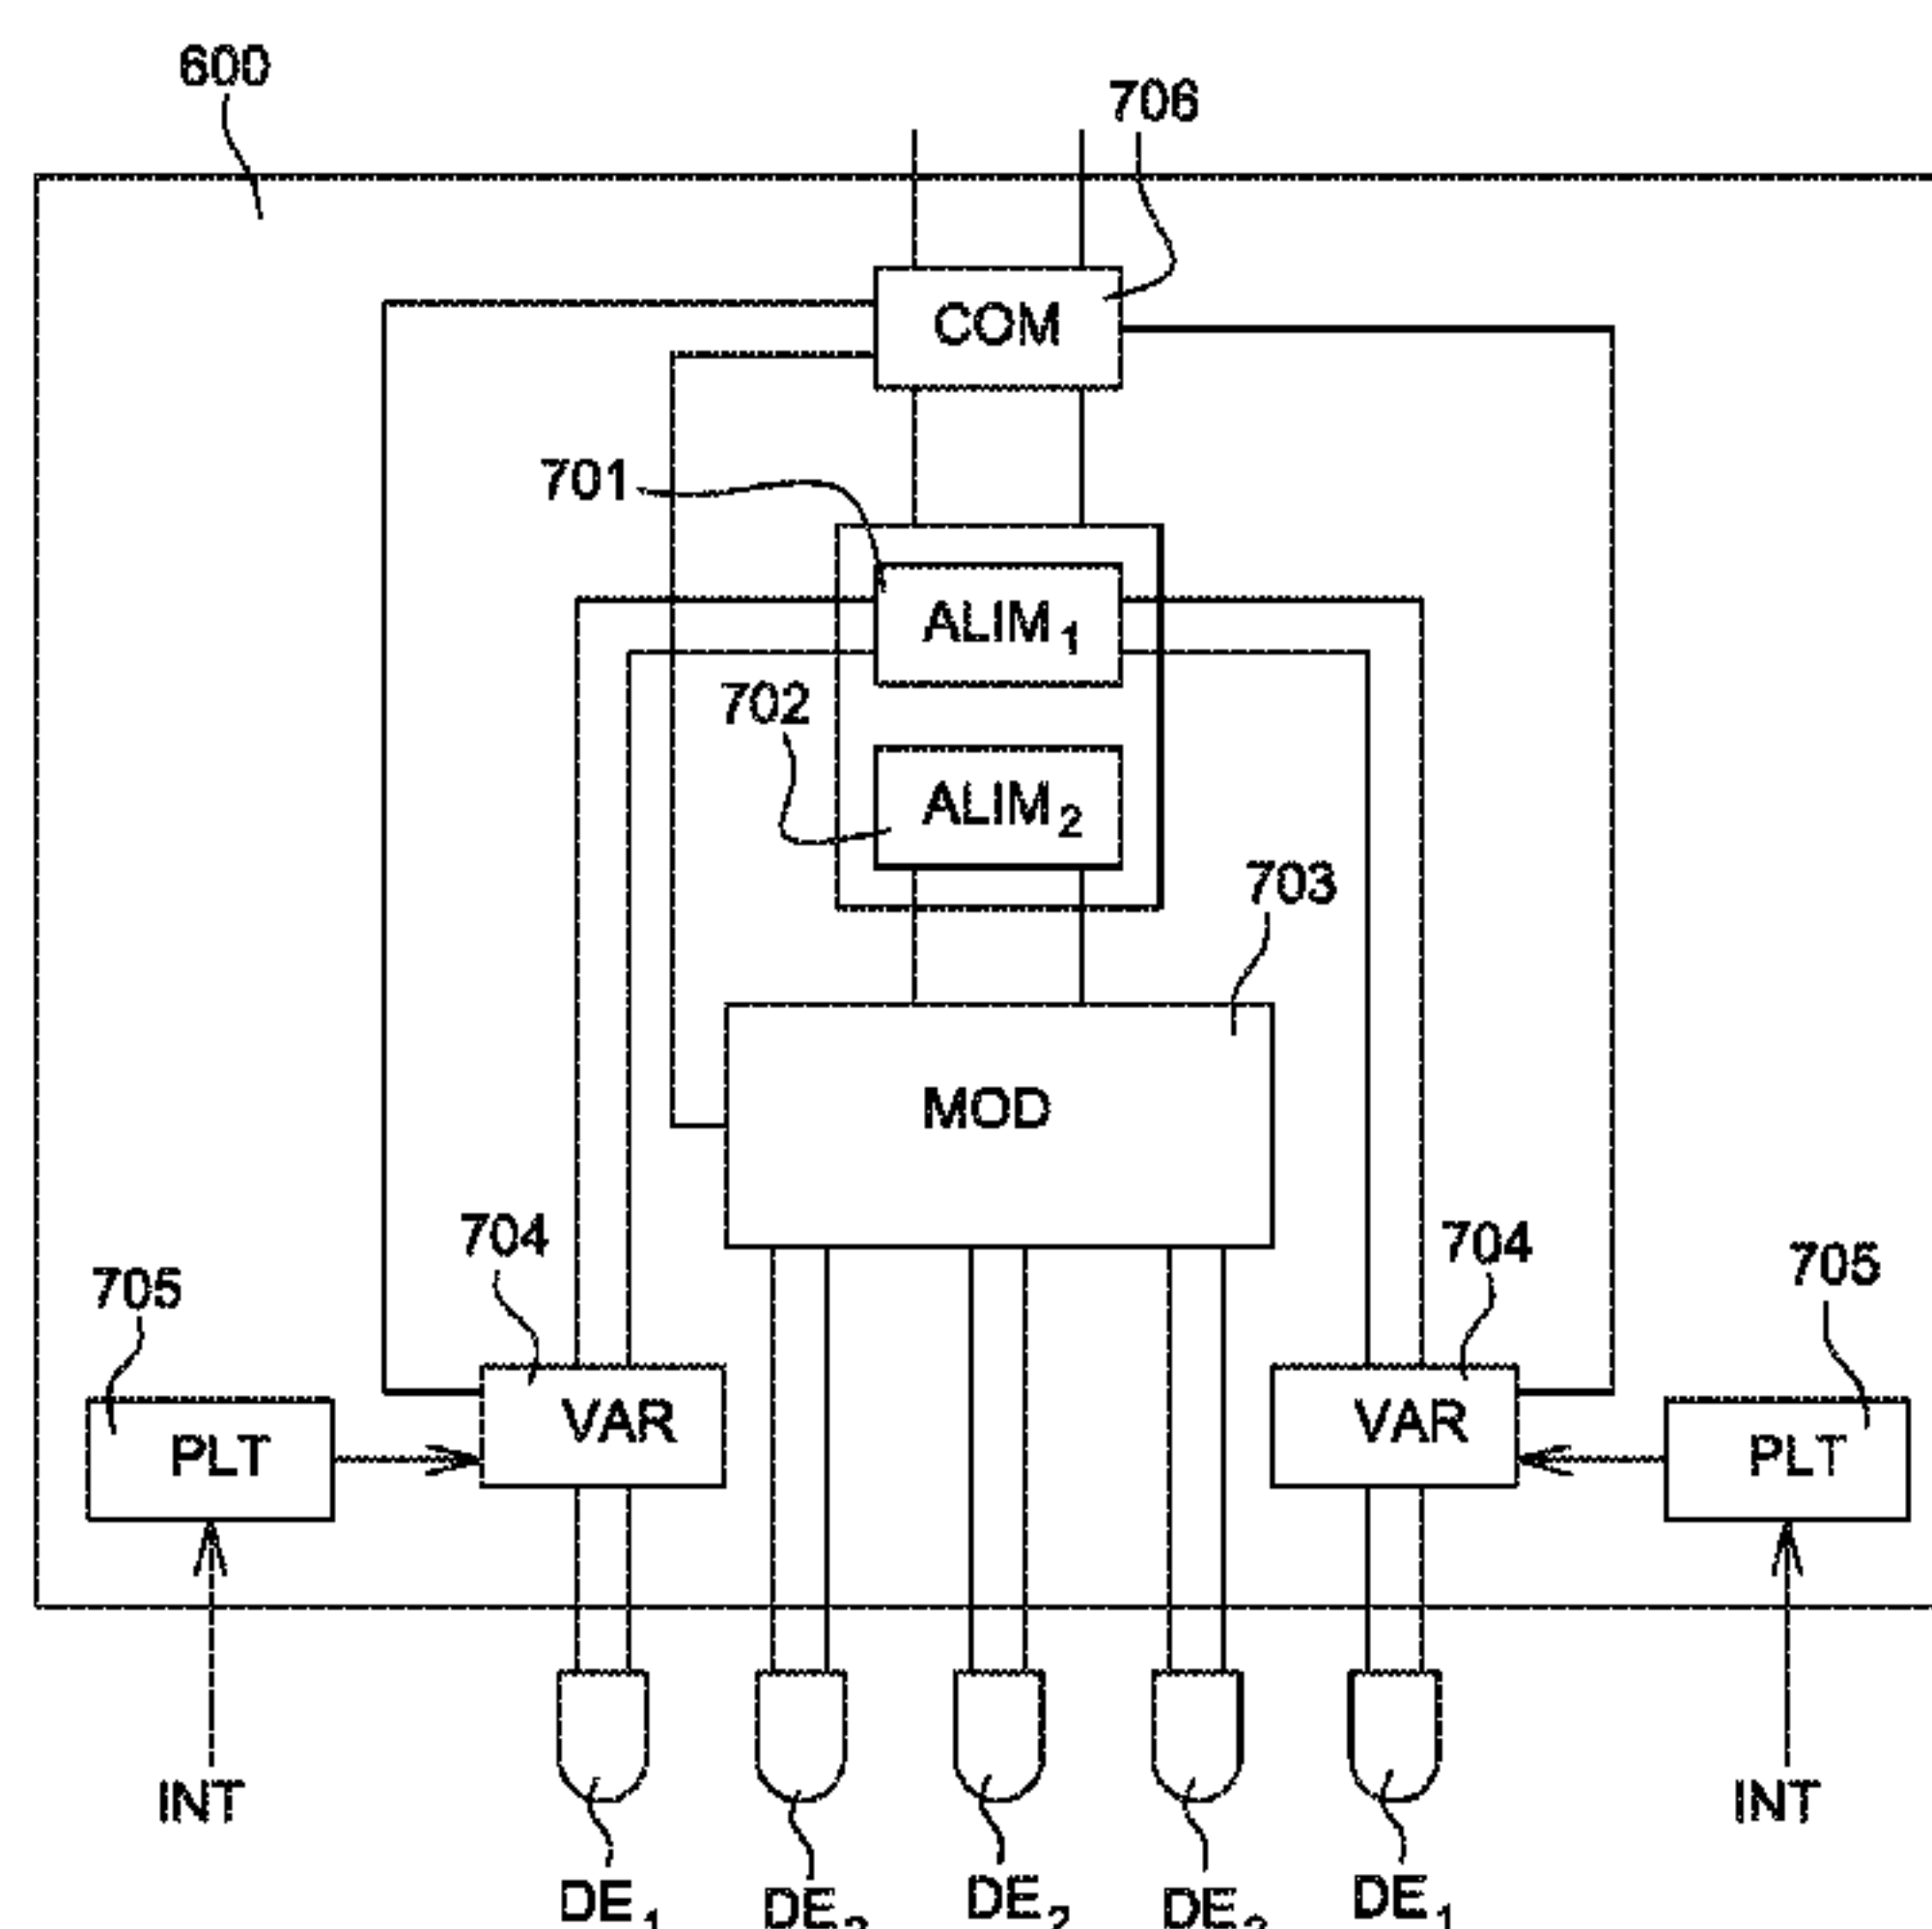 600
706
COM
701
ALIM1
702
ALIM2
703
MOD
704
704
705
705
VAR
VAR
PLT
PLT
INT
INT
DE1
DE2
DE2
DE2
DE1